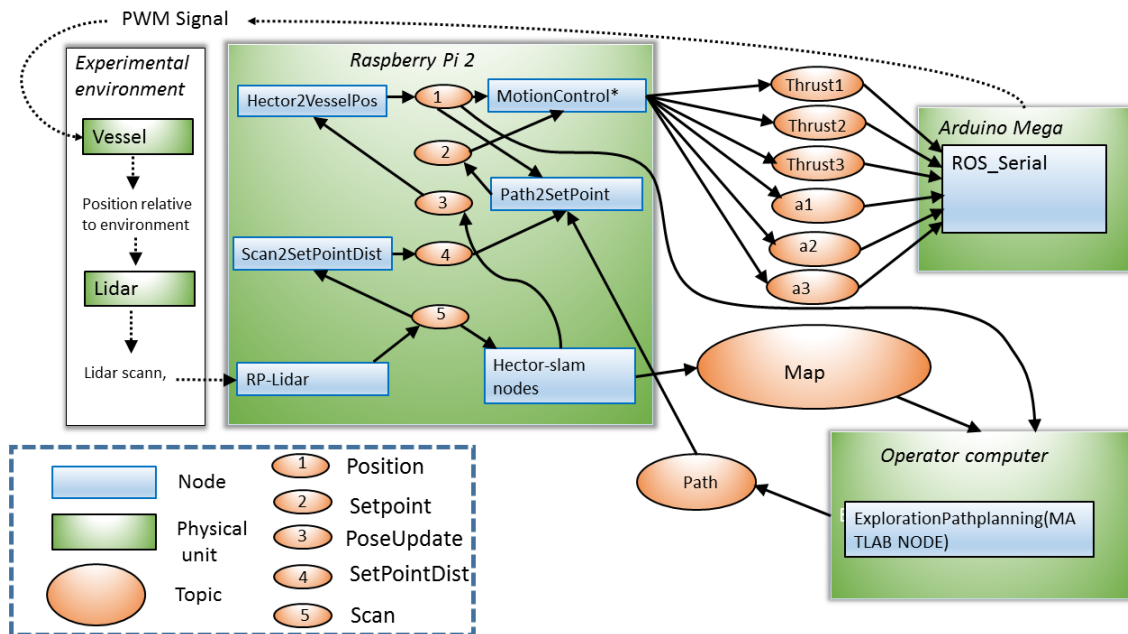 PWM Signal
Experimental
environment
Vessel
Position relative
to environment
Lidar
Lidar scann,
Raspberry Pi 2
Hector2VesselPos
1
MotionControl*
2
Path2SetPoint
3
Scan2SetPointDist
4
5
RP-Lidar
Hector-slam
nodes
Thrust1
Thrust2
Thrust3
a1
a2
a3
Arduino Mega
ROS_Serial
Map
Path
Operator computer
E
ExplorationPathplanning(MA
TLAB NODE)
Node
Physical
unit
Topic
1 Position
2 Setpoint
3 PoseUpdate
4 SetPointDist
5 Scan